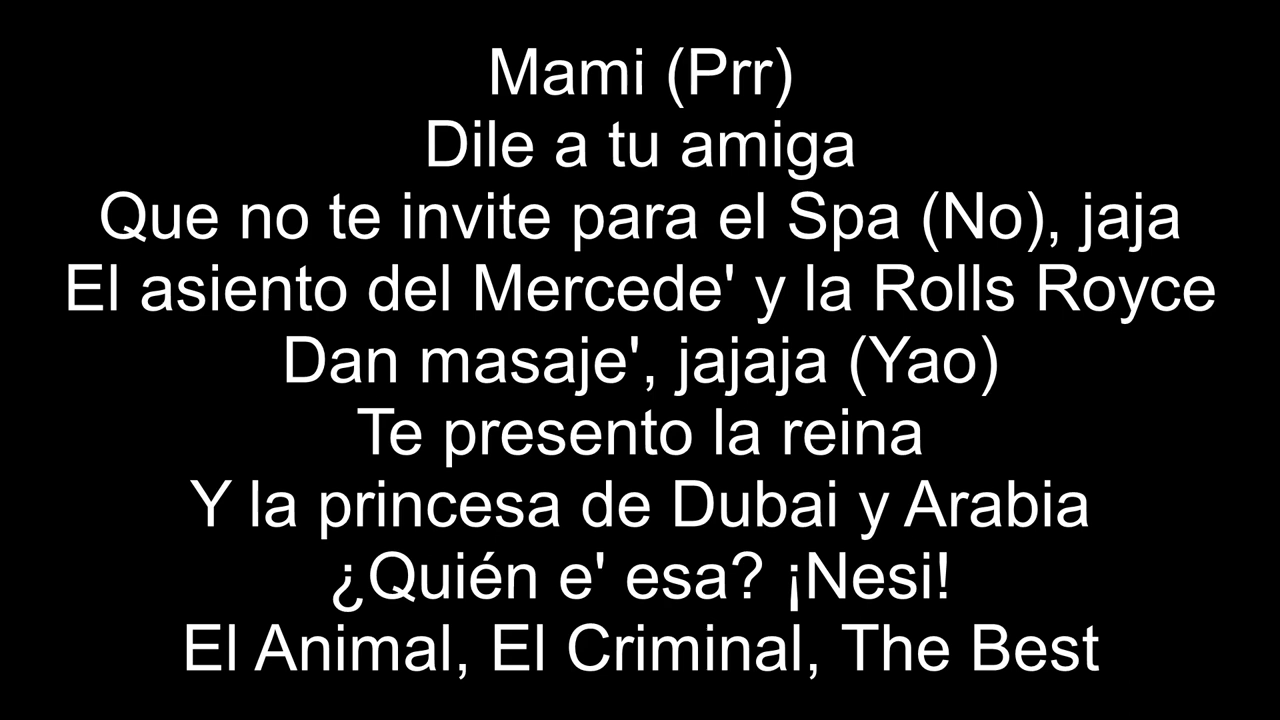 Mami (Prr)
Dile a tu amiga
Que no te invite para el Spa (No), jaja
El asiento del Mercede' y la Rolls Royce
Dan masaje', jajaja (Yao)
Te presento la reina
Y la princesa de Dubai y Arabia
¿Quién e' esa? ¡Nesi!
El Animal, El Criminal, The Best